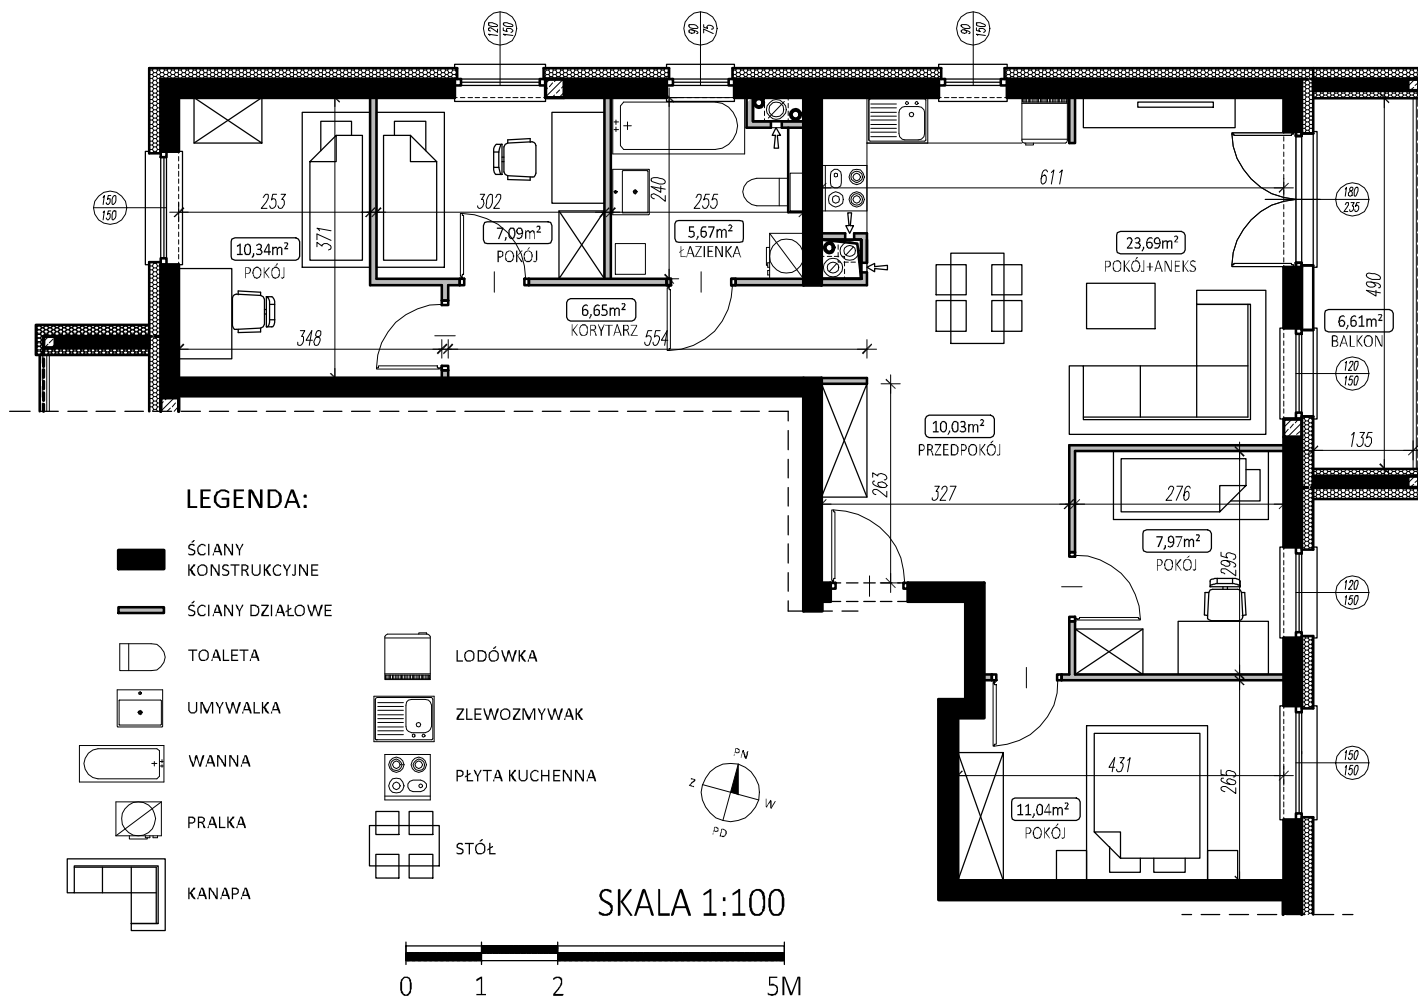 120
150
90
75
90
150
150
150
253
371
10,34m²
POKÓJ
302
7,09m²
POKÓJ
240
255
5,67m²
ŁAZIENKA
611
23,69m²
POKÓJ+ANEKS
180
235
490
6,61m²
BALKON
6,65m²
KORYTARZ
348
554
120
150
135
10,03m²
PRZEDPOKÓJ
263
327
276
7,97m²
POKÓJ
295
120
150
431
265
11,04m²
POKÓJ
150
150
LEGENDA:
ŚCIANY
KONSTRUKCYJNE
ŚCIANY DZIAŁOWE
TOALETA
UMYWALKA
WANNA
PRALKA
KANAPA
LODÓWKA
ZLEWOZMYWAK
PŁYTA KUCHENNA
STÓŁ
PN
Z
W
PD
SKALA 1:100
0 1 2 5M